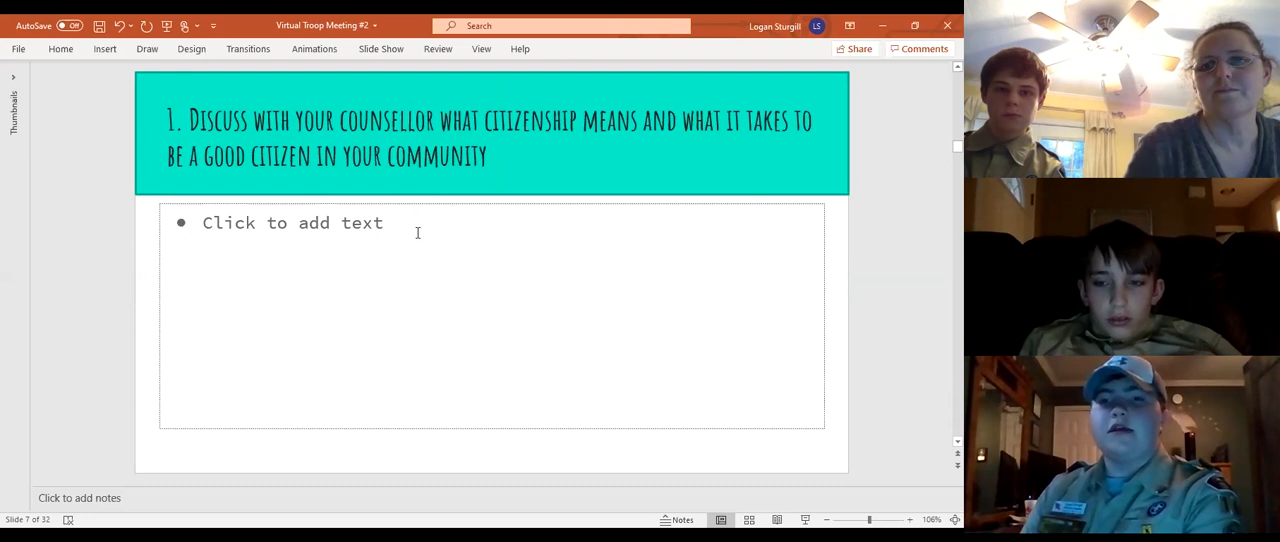 AutoSave Off Virtual Troop Meeting #2 Search Logan Sturgill LS
File Home Insert Draw Design Transitions Animations Slide Show Review View Help Share Comments
Thumbnails
1. Discuss with your counsellor what citizenship means and what it takes to
be a good citizen in your community
• Click to add text
Click to add notes
Slide 7 of 32 Notes 106%